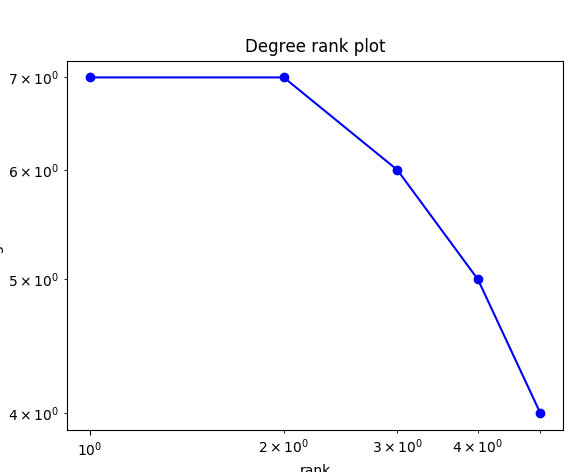 Degree rank plot
7 × 10⁰
6 × 10⁰
5 × 10⁰
4 × 10⁰
10⁰
2 × 10⁰
3 × 10⁰
4 × 10⁰
rank